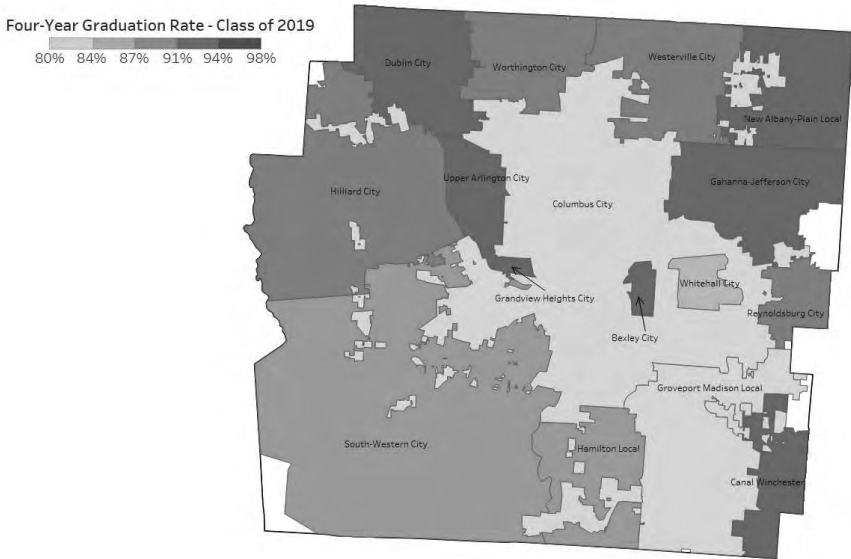 Four-Year Graduation Rate - Class of 2019
80% 84% 87% 91% 94% 98%
Dublin City
Worthington City
Westerville City
New Albany-Plain Local
Hilliard City
Upper Arlington City
Gahanna-Jefferson City
Columbus City
Whitehall City
Grandview Heights City
Reynoldsburg City
Bexley City
Groveport Madison Local
South-Western City
Hamilton Local
Canal Winchester